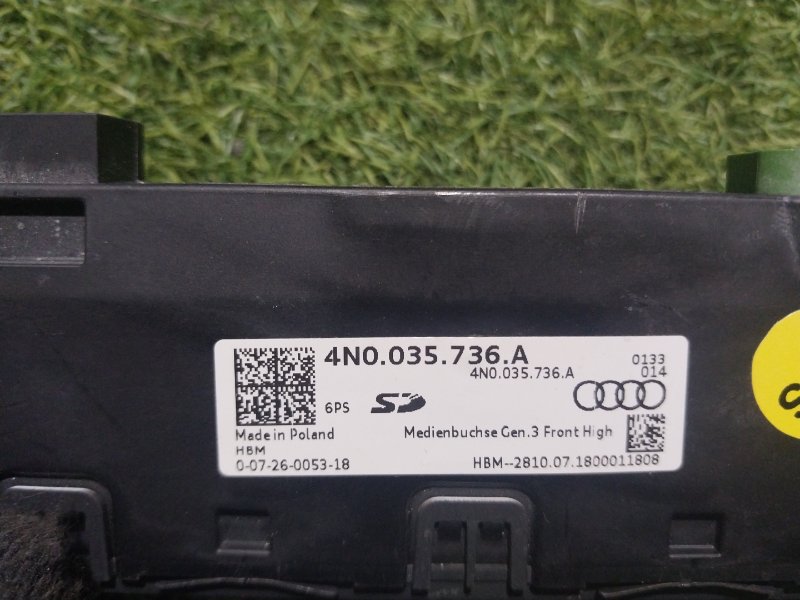 4N0.035.736.A
4N0.035.736.A
0133
014
6PS SD
Made in Poland
Medienbuchse Gen.3 Front High
HBM
0-07-26-0053-18
HBM--2810.07.1800011808